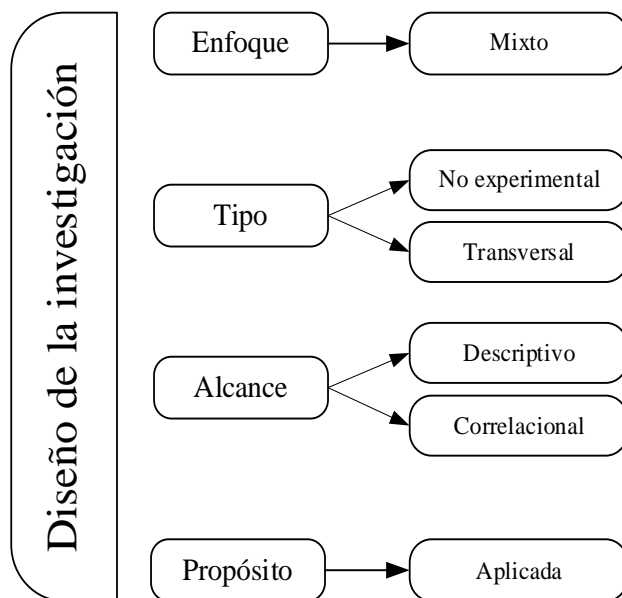 Diseño de la investigación
Enfoque
Mixto
Tipo
No experimental
Transversal
Alcance
Descriptivo
Correlacional
Propósito
Aplicada